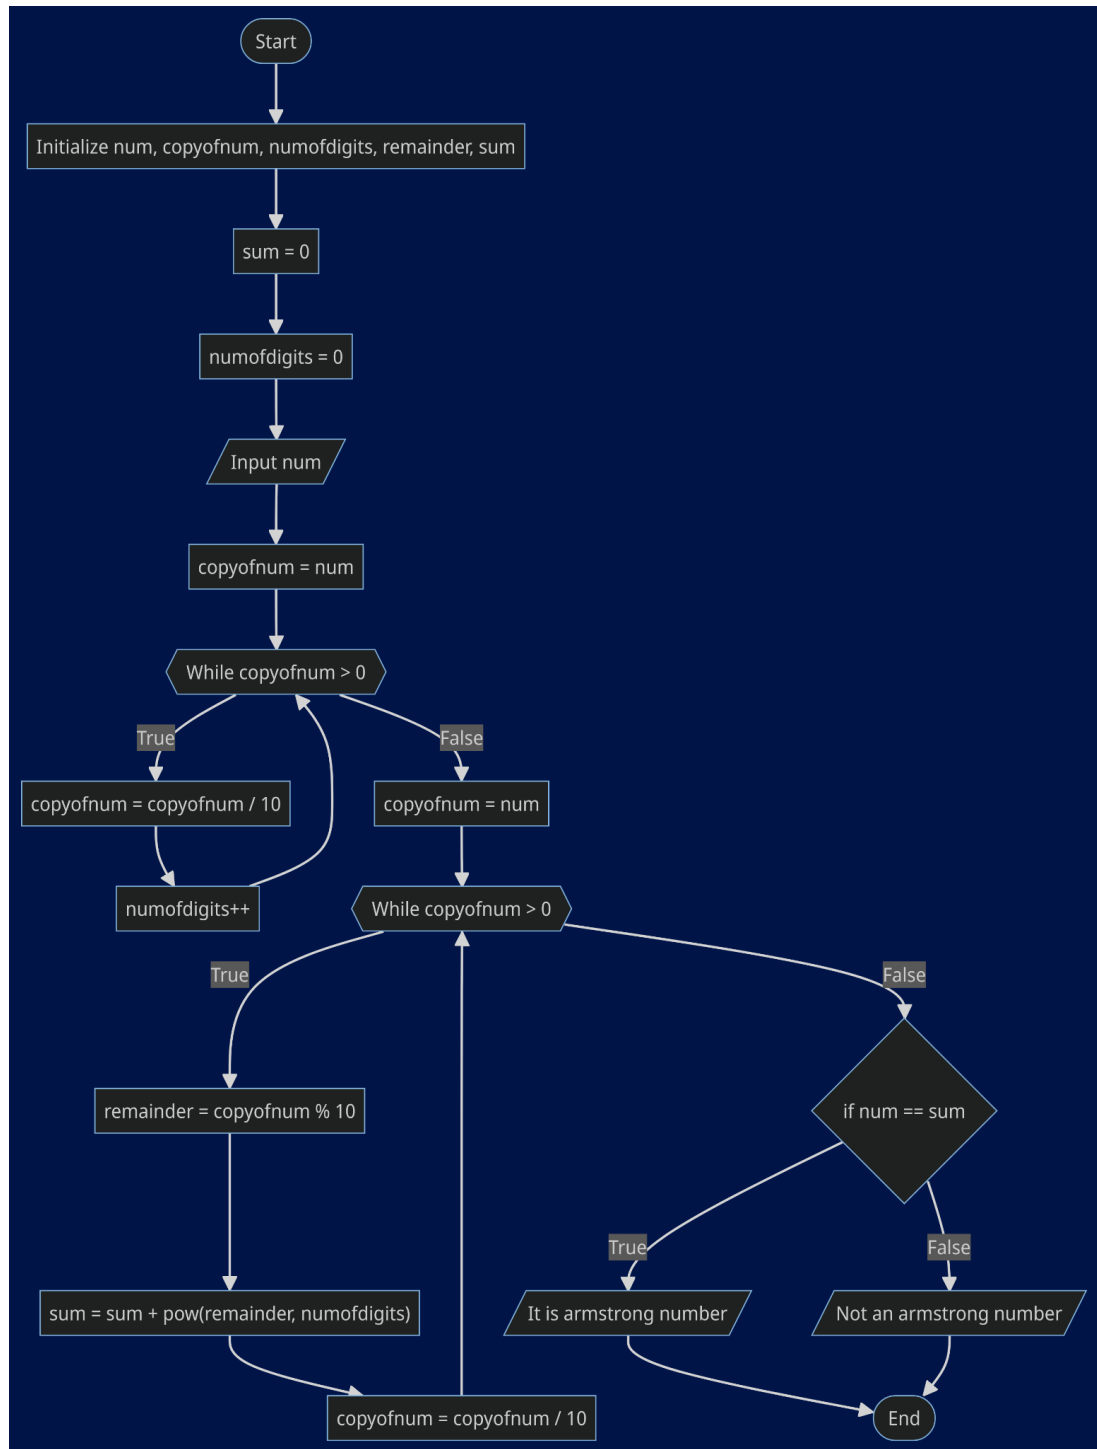 Start
Initialize num, copyofnum, numofdigits, remainder, sum
sum = 0
numofdigits = 0
Input num
copyofnum = num
While copyofnum > 0
True
False
copyofnum = copyofnum / 10
copyofnum = num
numofdigits++
While copyofnum > 0
True
False
remainder = copyofnum % 10
if num == sum
True
False
sum = sum + pow(remainder, numofdigits)
It is armstrong number
Not an armstrong number
copyofnum = copyofnum / 10
End